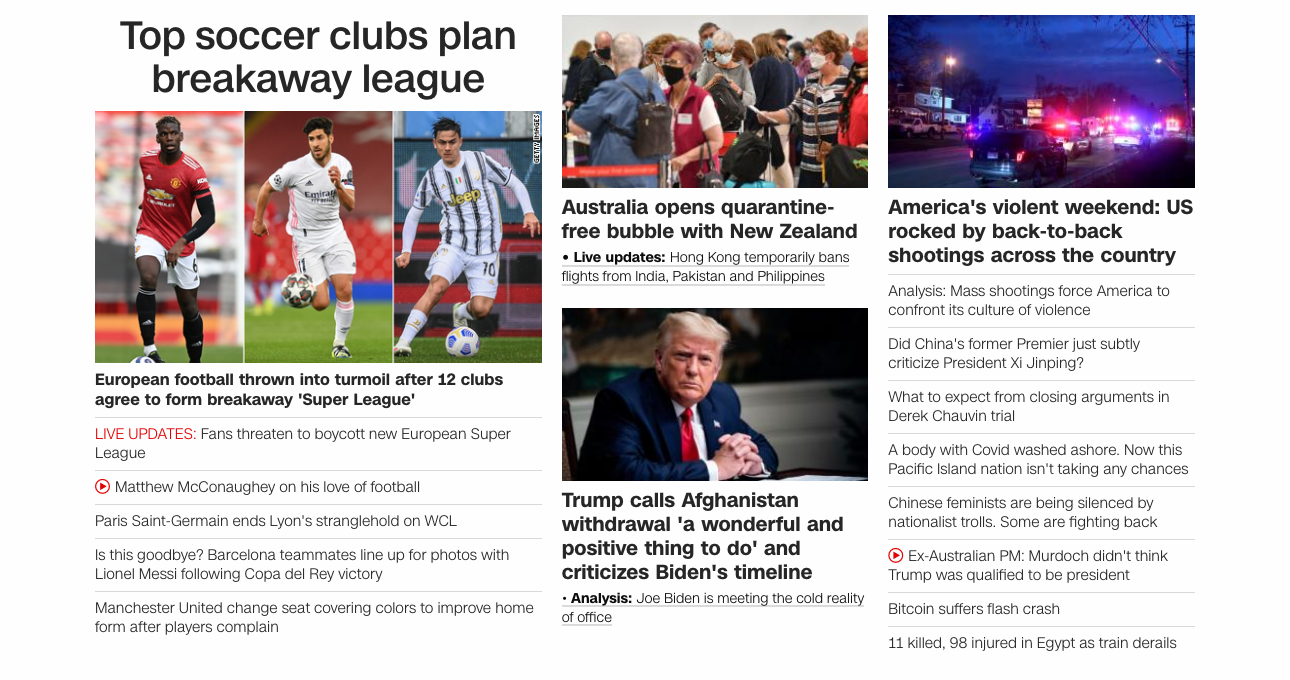 Top soccer clubs plan
breakaway league
GETTY IMAGES
Emirates
Jeep
10
European football thrown into turmoil after 12 clubs
agree to form breakaway 'Super League'
LIVE UPDATES: Fans threaten to boycott new European Super
League
Matthew McConaughey on his love of football
Paris Saint-Germain ends Lyon's stranglehold on WCL
Is this goodbye? Barcelona teammates line up for photos with
Lionel Messi following Copa del Rey victory
Manchester United change seat covering colors to improve home
form after players complain
Australia opens quarantine-
free bubble with New Zealand
• Live updates: Hong Kong temporarily bans
flights from India, Pakistan and Philippines
Trump calls Afghanistan
withdrawal 'a wonderful and
positive thing to do' and
criticizes Biden's timeline
• Analysis: Joe Biden is meeting the cold reality
of office
America's violent weekend: US
rocked by back-to-back
shootings across the country
Analysis: Mass shootings force America to
confront its culture of violence
Did China's former Premier just subtly
criticize President Xi Jinping?
What to expect from closing arguments in
Derek Chauvin trial
A body with Covid washed ashore. Now this
Pacific Island nation isn't taking any chances
Chinese feminists are being silenced by
nationalist trolls. Some are fighting back
Ex-Australian PM: Murdoch didn't think
Trump was qualified to be president
Bitcoin suffers flash crash
11 killed, 98 injured in Egypt as train derails